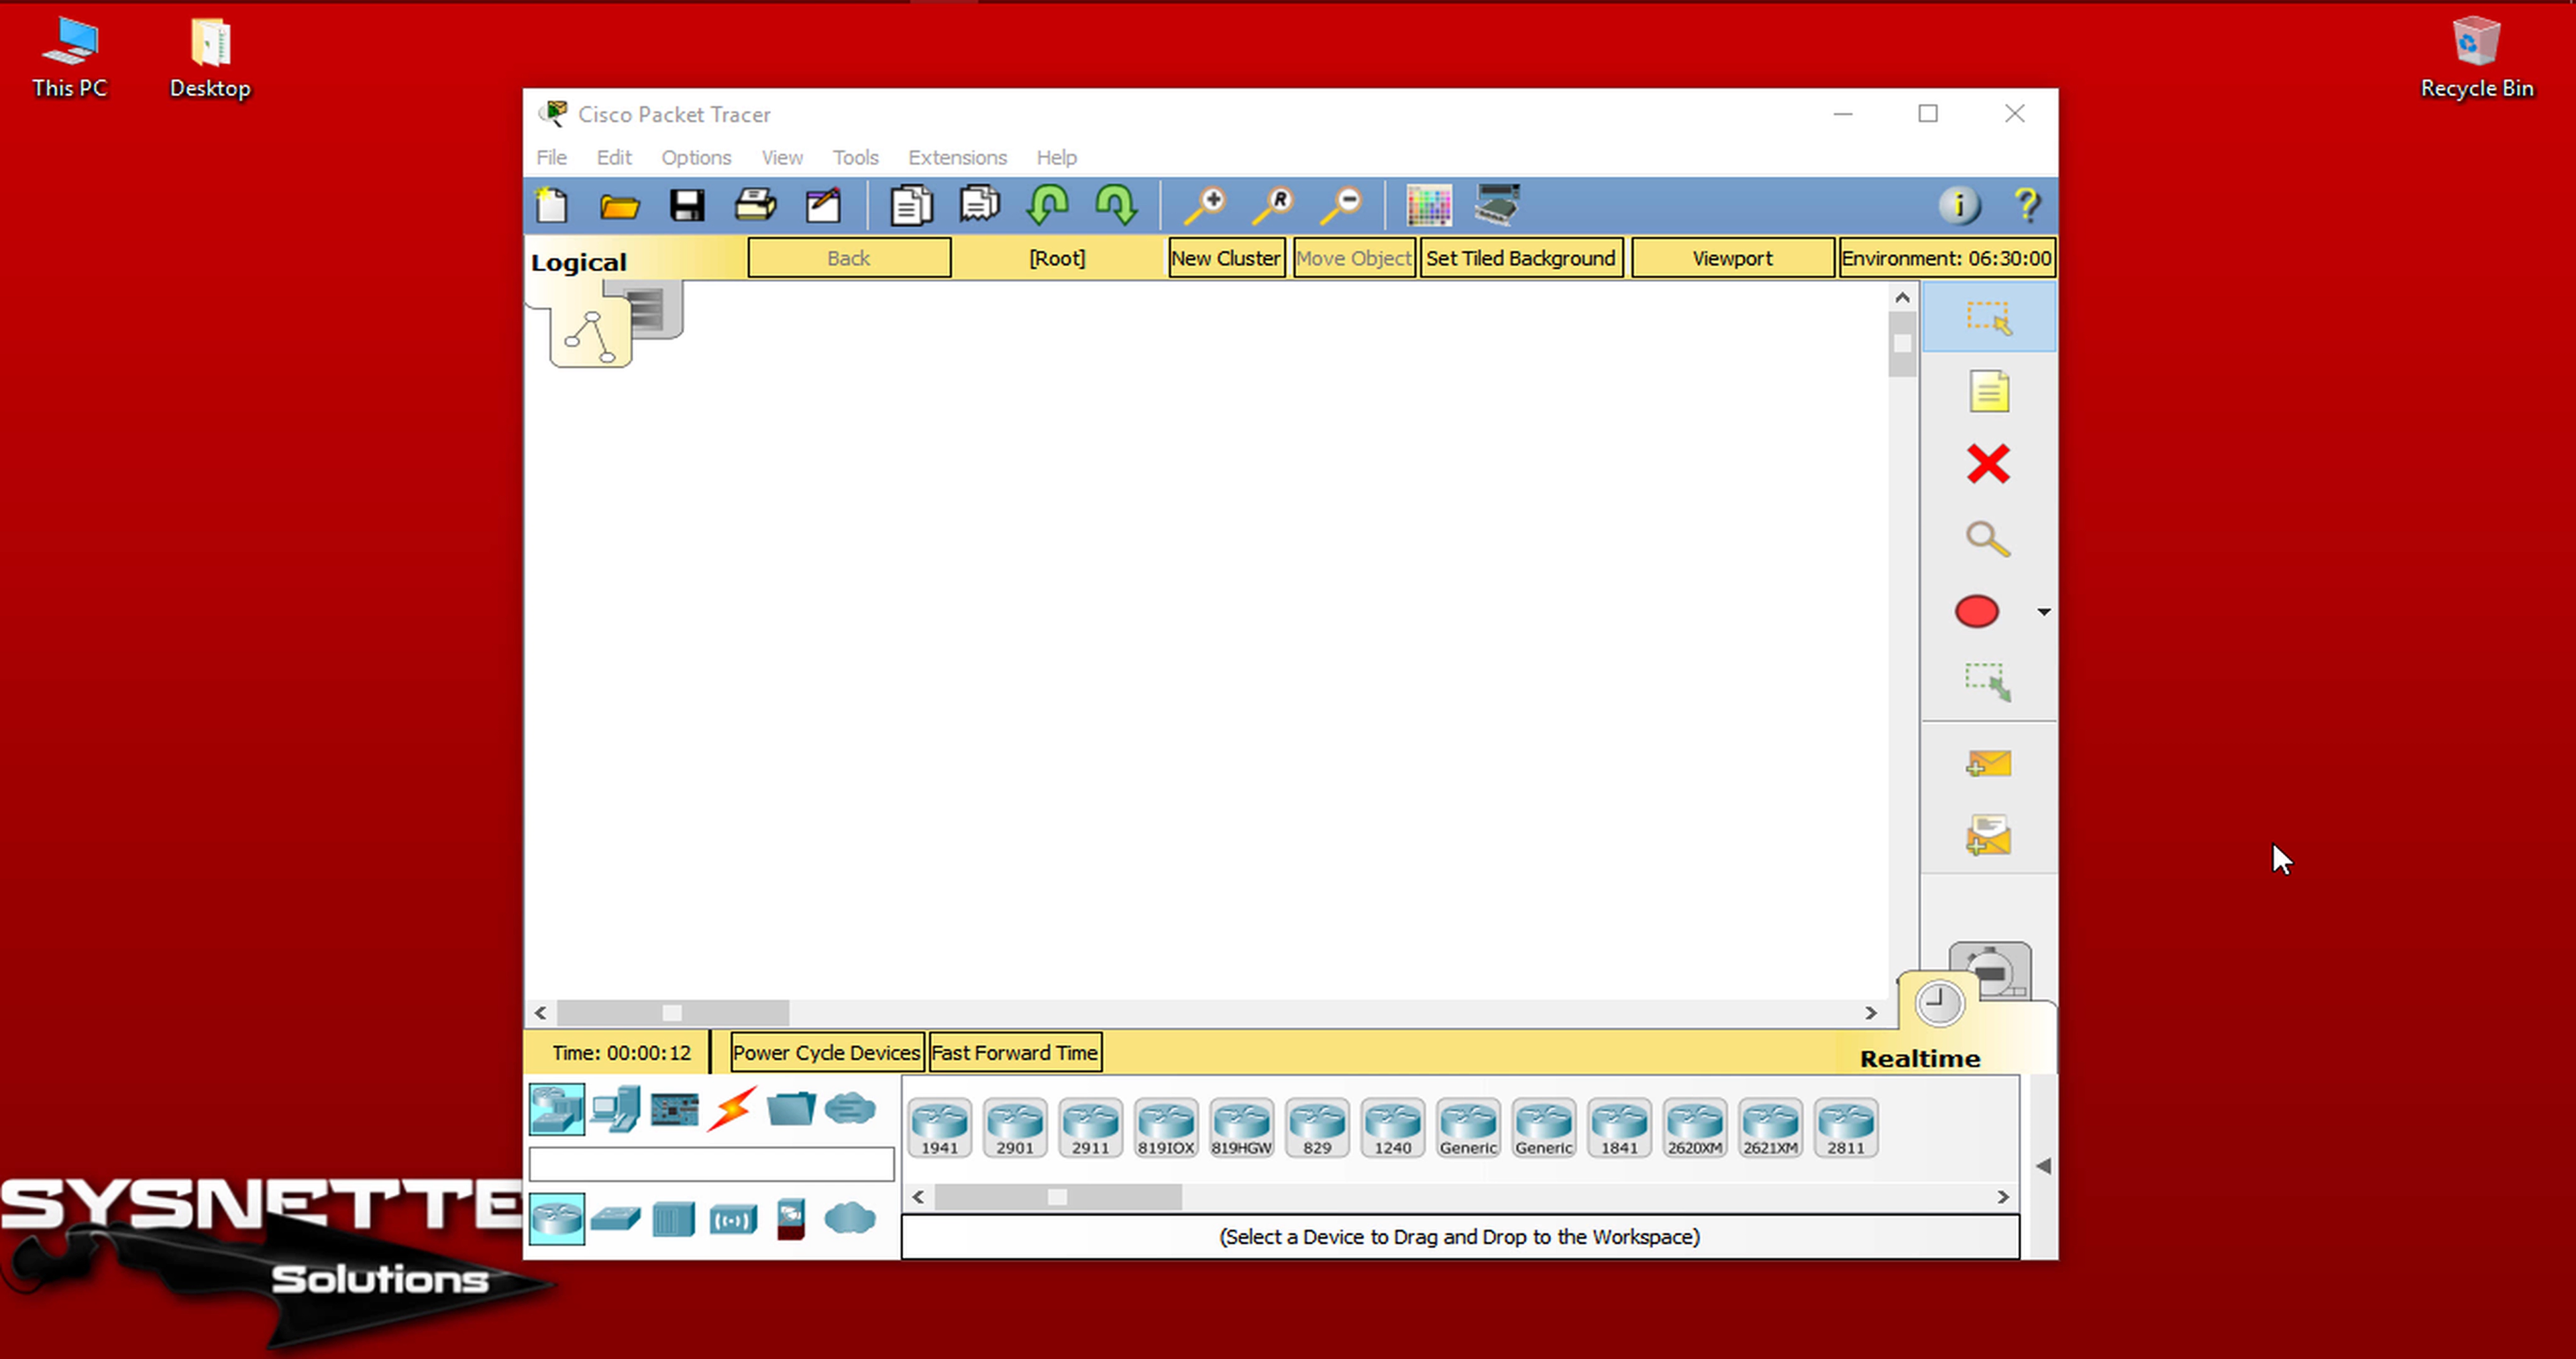 This PC
Desktop
Recycle Bin
Cisco Packet Tracer
File Edit Options View Tools Extensions Help
Logical
Back
[Root]
New Cluster
Move Object
Set Tiled Background
Viewport
Environment: 06:30:00
Time: 00:00:12
Power Cycle Devices
Fast Forward Time
Realtime
1941 2901 2911 819IOX 819HGW 829 1240 Generic Generic 1841 2620XM 2621XM 2811
(Select a Device to Drag and Drop to the Workspace)
SYSNETTE
Solutions